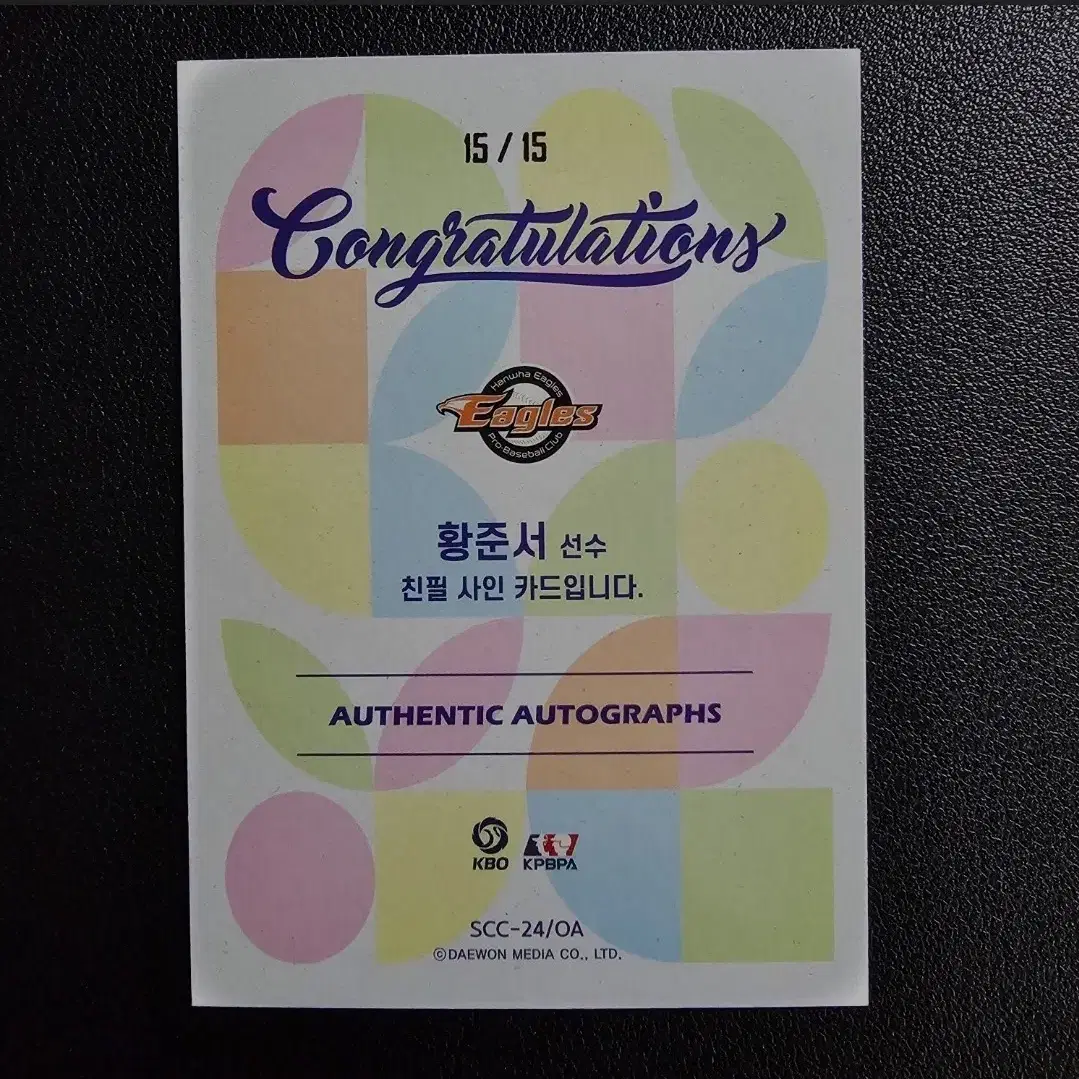 15 / 15
Congratulations
Hanwha Eagles
Eagles
Pro-Baseball Club
황준서 선수
친필 사인 카드입니다.
AUTHENTIC AUTOGRAPHS
KBO KPBPA
SCC-24/OA
©DAEWON MEDIA CO., LTD.